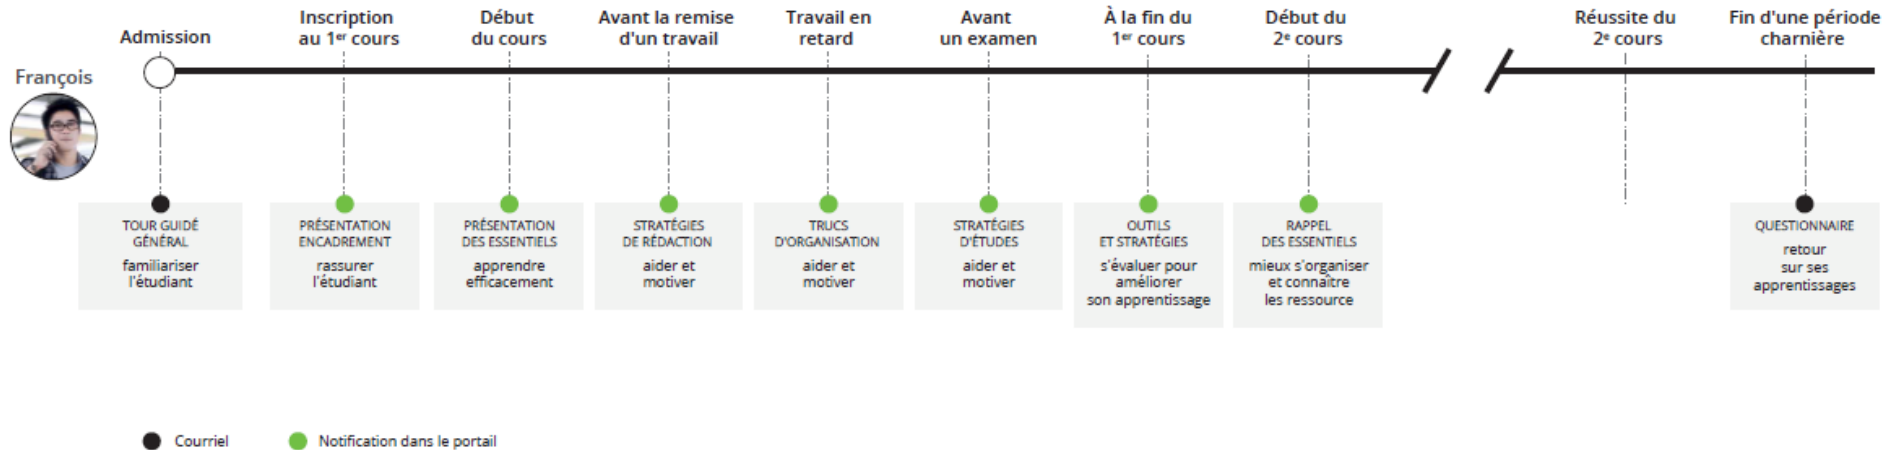 Admission
Inscription
au 1er cours
Début
du cours
Avant la remise
d'un travail
Travail en
retard
Avant
un examen
À la fin du
1er cours
Début du
2e cours
Réussite du
2e cours
Fin d'une période
charnière
François
TOUR GUIDÉ
GÉNÉRAL
familiariser
l'étudiant
PRÉSENTATION
ENCADREMENT
rassurer
l'étudiant
PRÉSENTATION
DES ESSENTIELS
apprendre
efficacement
STRATÉGIES
DE RÉDACTION
aider et
motiver
TRUCS
D'ORGANISATION
aider et
motiver
STRATÉGIES
D'ÉTUDES
aider et
motiver
OUTILS
ET STRATÉGIES
s'évaluer pour
améliorer
son apprentissage
RAPPEL
DES ESSENTIELS
mieux s'organiser
et connaître
les ressource
QUESTIONNAIRE
retour
sur ses
apprentissages
Courriel
Notification dans le portail